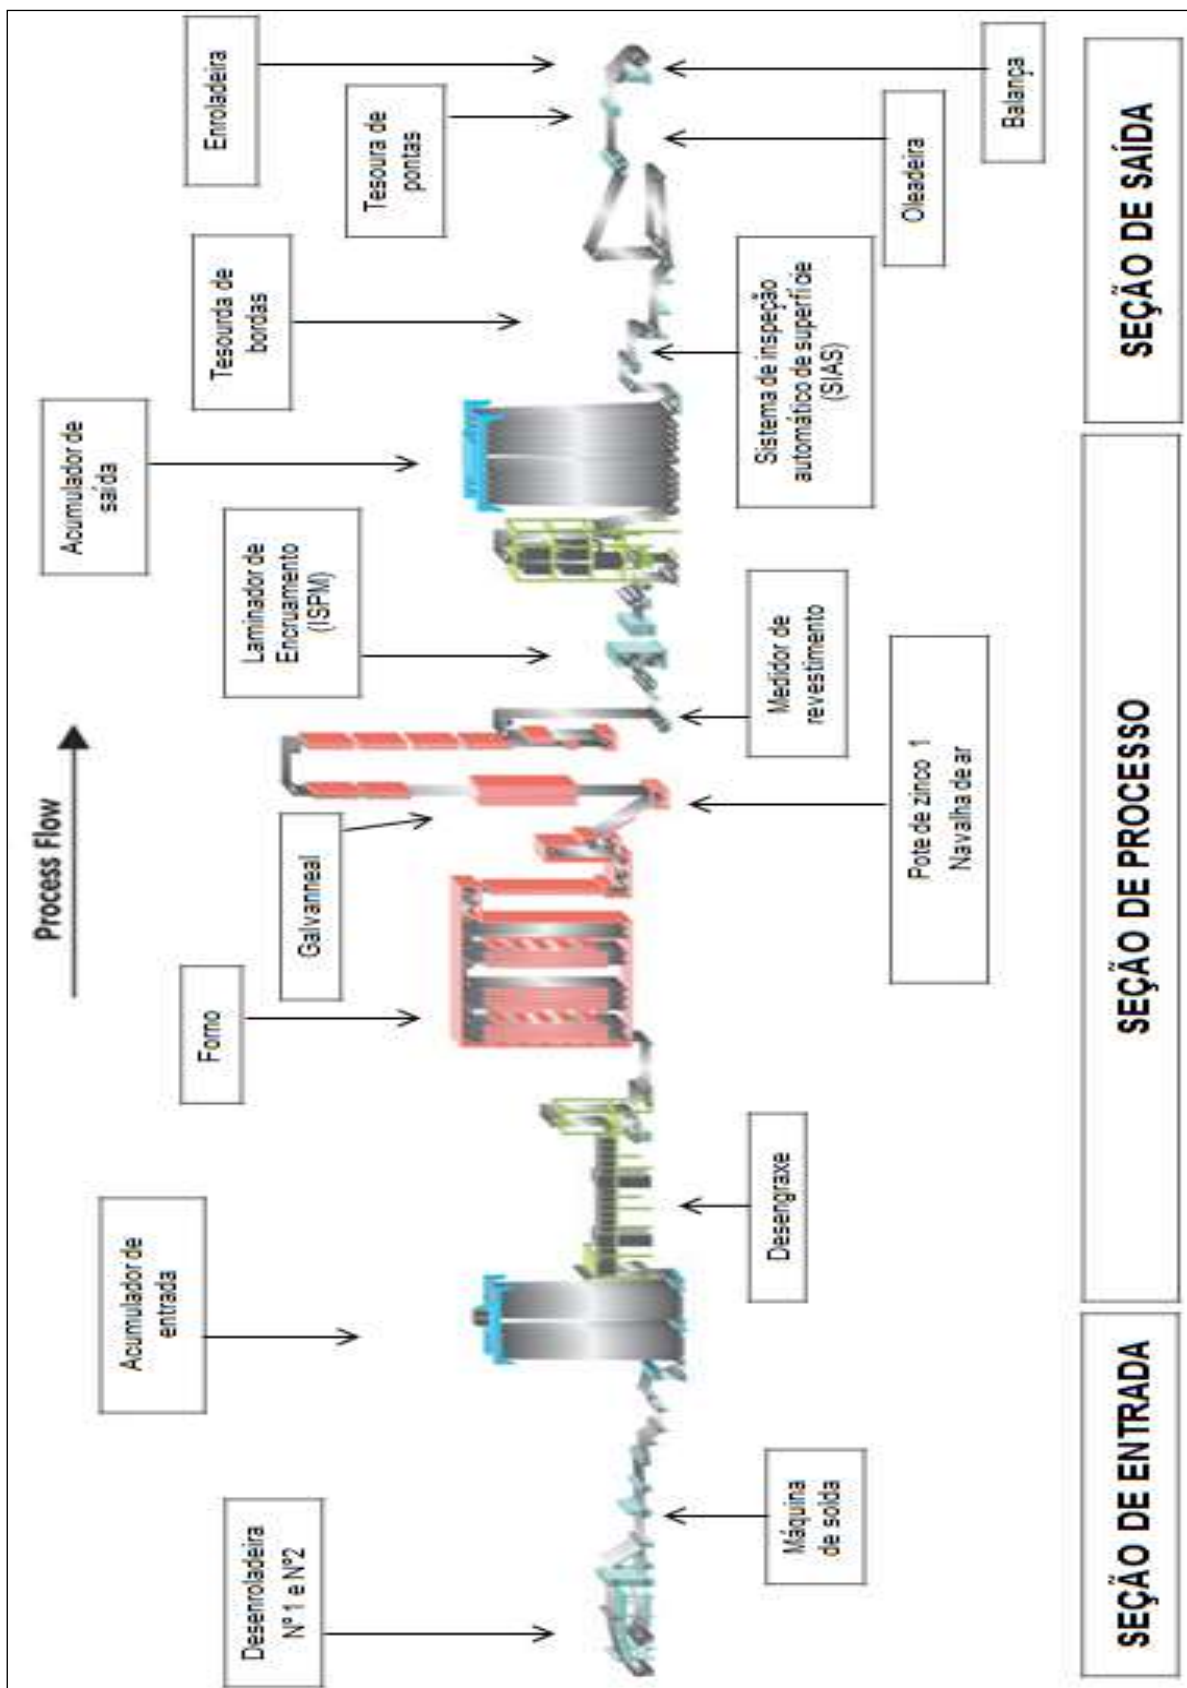 Process Flow
Desenroladeira
Nº1 e Nº2
Acumulador de
entrada
Forno
Galvanneal
Laminador de
Encruamento
(ISPM)
Acumulador de
saída
Tesourda de
bordas
Tesoura de
pontas
Enroladeira
Máquina
de solda
Desengraxe
Pote de zinco 1
Navalha de ar
Medidor de
revestimento
Sistema de inspeção
automático de superfície
(SIAS)
Oleadeira
Balança
SEÇÃO DE ENTRADA
SEÇÃO DE PROCESSO
SEÇÃO DE SAÍDA